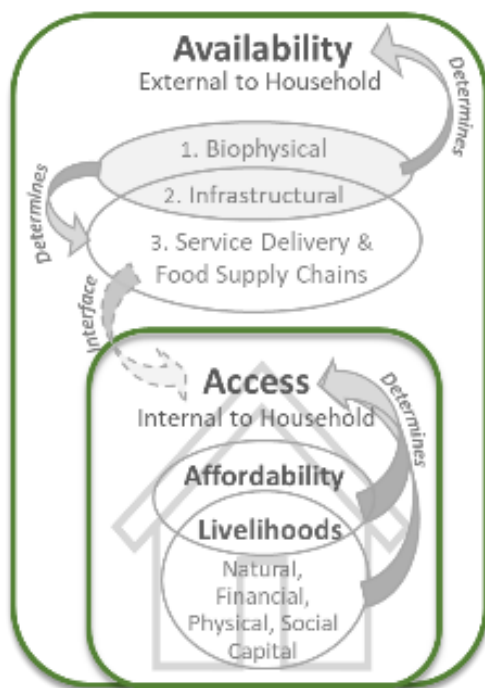 Availability
External to Household
Determines
1. Biophysical
2. Infrastructural
Determines
3. Service Delivery &
Food Supply Chains
Interface
Access
Internal to Household
Determines
Affordability
Livelihoods
Natural,
Financial,
Physical, Social
Capital